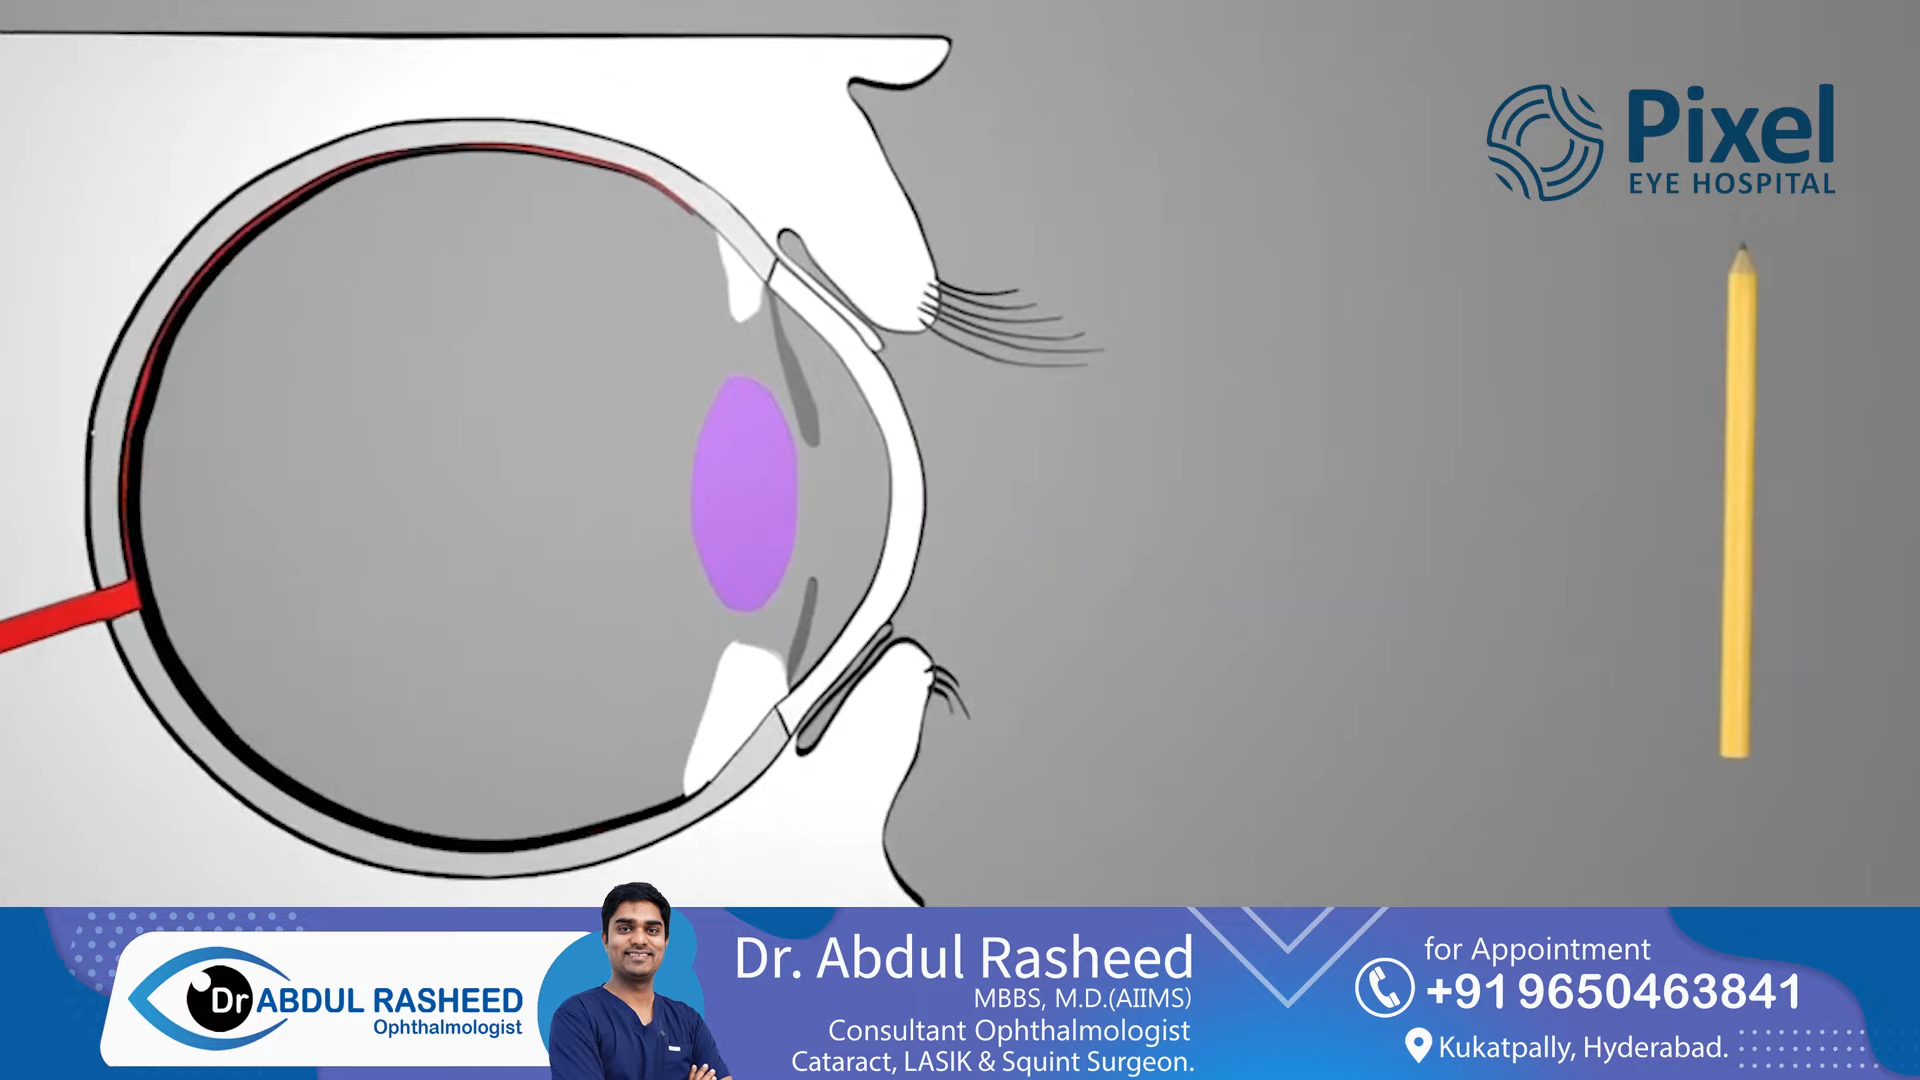 Pixel
EYE HOSPITAL
Dr ABDUL RASHEED
Ophthalmologist
Dr. Abdul Rasheed
MBBS, M.D.(AIIMS)
Consultant Ophthalmologist
Cataract, LASIK & Squint Surgeon.
for Appointment
+91 9650463841
Kukatpally, Hyderabad.